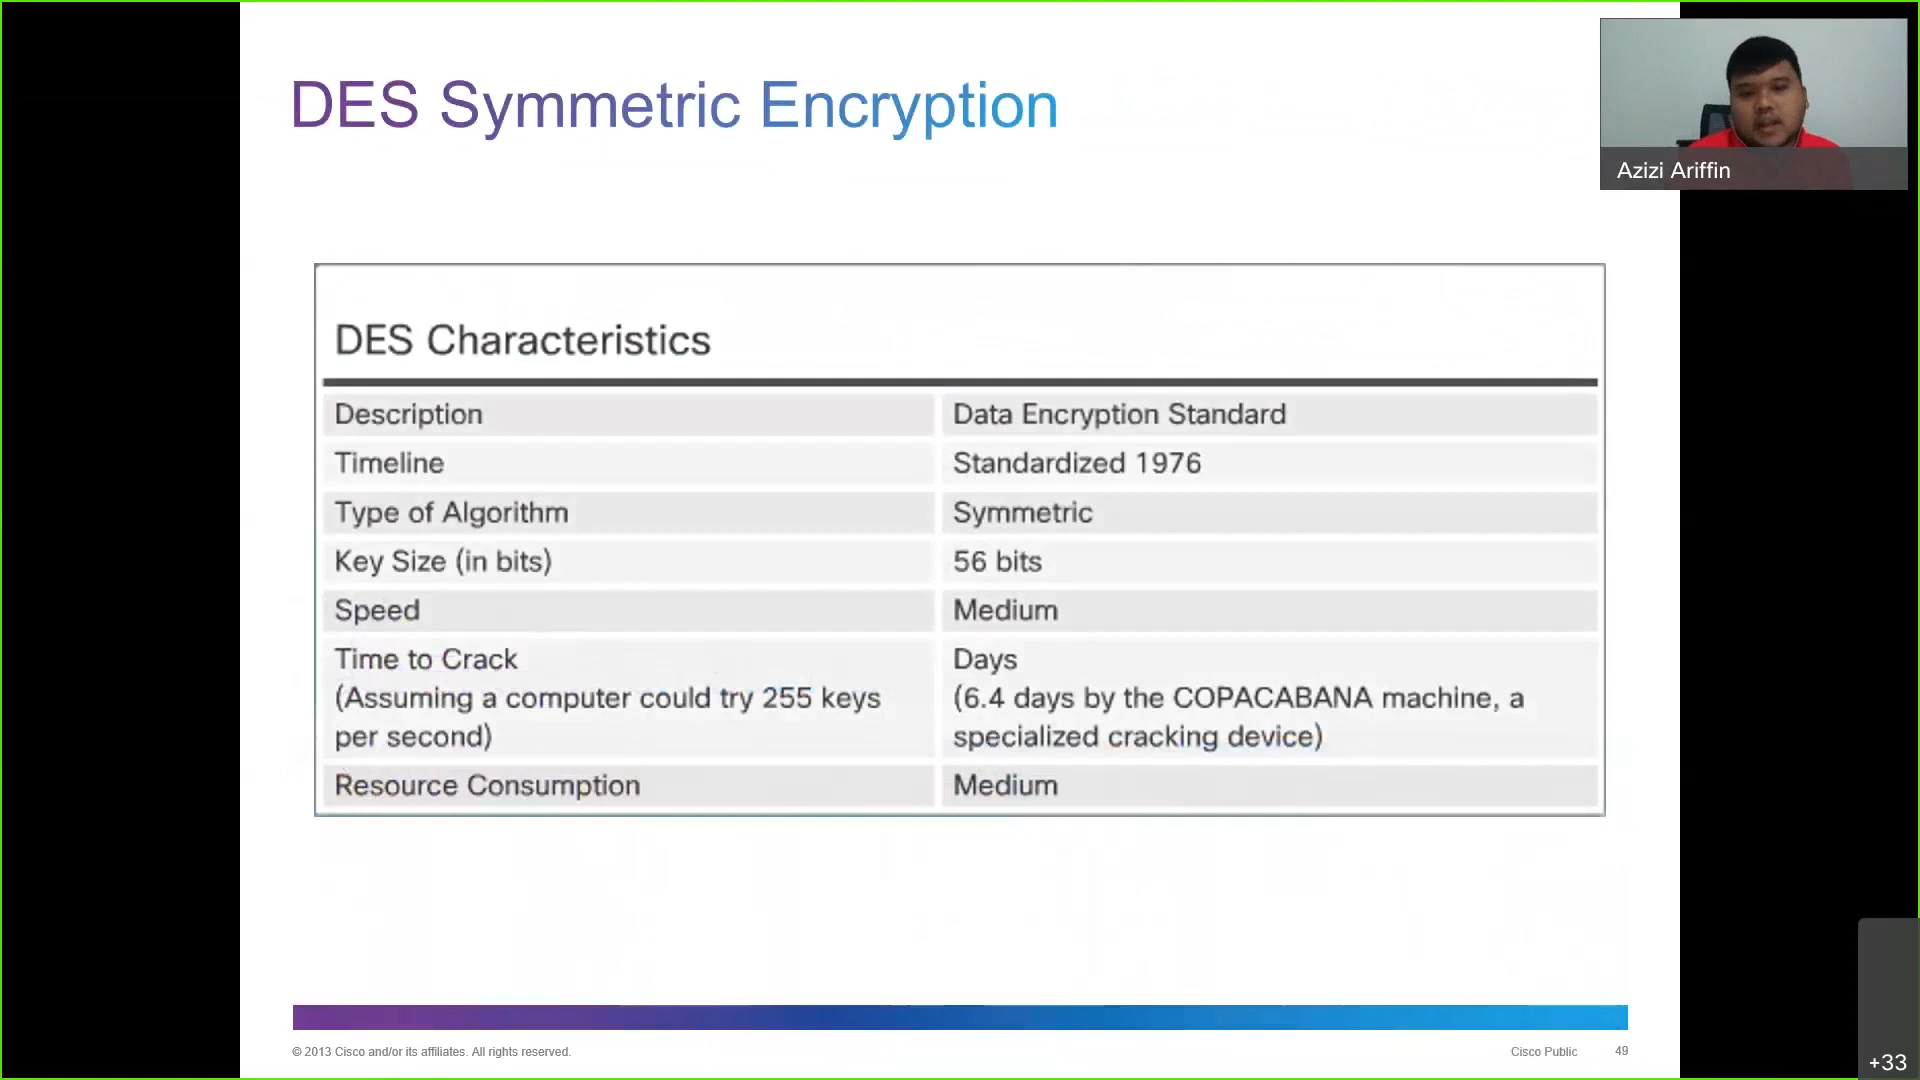 DES Symmetric Encryption
Azizi Ariffin
DES Characteristics
Description
Data Encryption Standard
Timeline
Standardized 1976
Type of Algorithm
Symmetric
Key Size (in bits)
56 bits
Speed
Medium
Time to Crack
(Assuming a computer could try 255 keys
per second)
Days
(6.4 days by the COPACABANA machine, a
specialized cracking device)
Resource Consumption
Medium
© 2013 Cisco and/or its affiliates. All rights reserved.
Cisco Public
49
+33